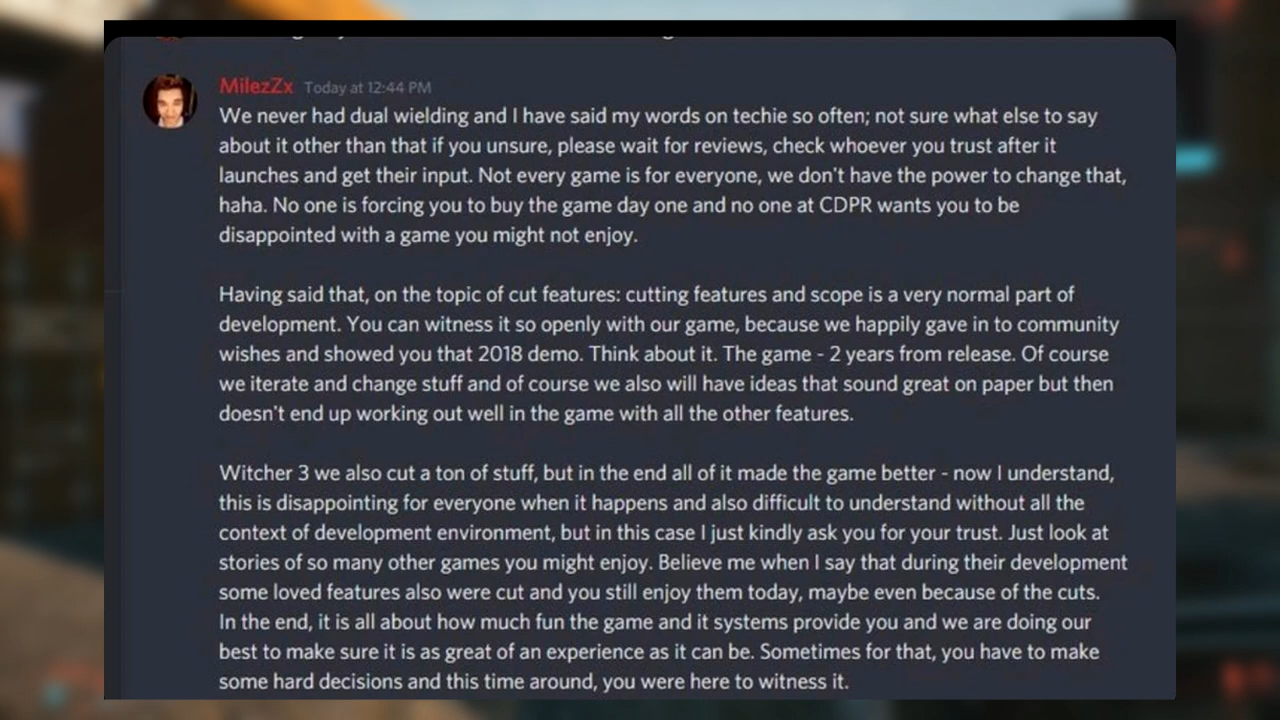 MilezZx Today at 12:44 PM
We never had dual wielding and I have said my words on techie so often; not sure what else to say
about it other than that if you unsure, please wait for reviews, check whoever you trust after it
launches and get their input. Not every game is for everyone, we don't have the power to change that,
haha. No one is forcing you to buy the game day one and no one at CDPR wants you to be
disappointed with a game you might not enjoy.
Having said that, on the topic of cut features: cutting features and scope is a very normal part of
development. You can witness it so openly with our game, because we happily gave in to community
wishes and showed you that 2018 demo. Think about it. The game - 2 years from release. Of course
we iterate and change stuff and of course we also will have ideas that sound great on paper but then
doesn't end up working out well in the game with all the other features.
Witcher 3 we also cut a ton of stuff, but in the end all of it made the game better - now I understand,
this is disappointing for everyone when it happens and also difficult to understand without all the
context of development environment, but in this case I just kindly ask you for your trust. Just look at
stories of so many other games you might enjoy. Believe me when I say that during their development
some loved features also were cut and you still enjoy them today, maybe even because of the cuts.
In the end, it is all about how much fun the game and it systems provide you and we are doing our
best to make sure it is as great of an experience as it can be. Sometimes for that, you have to make
some hard decisions and this time around, you were here to witness it.